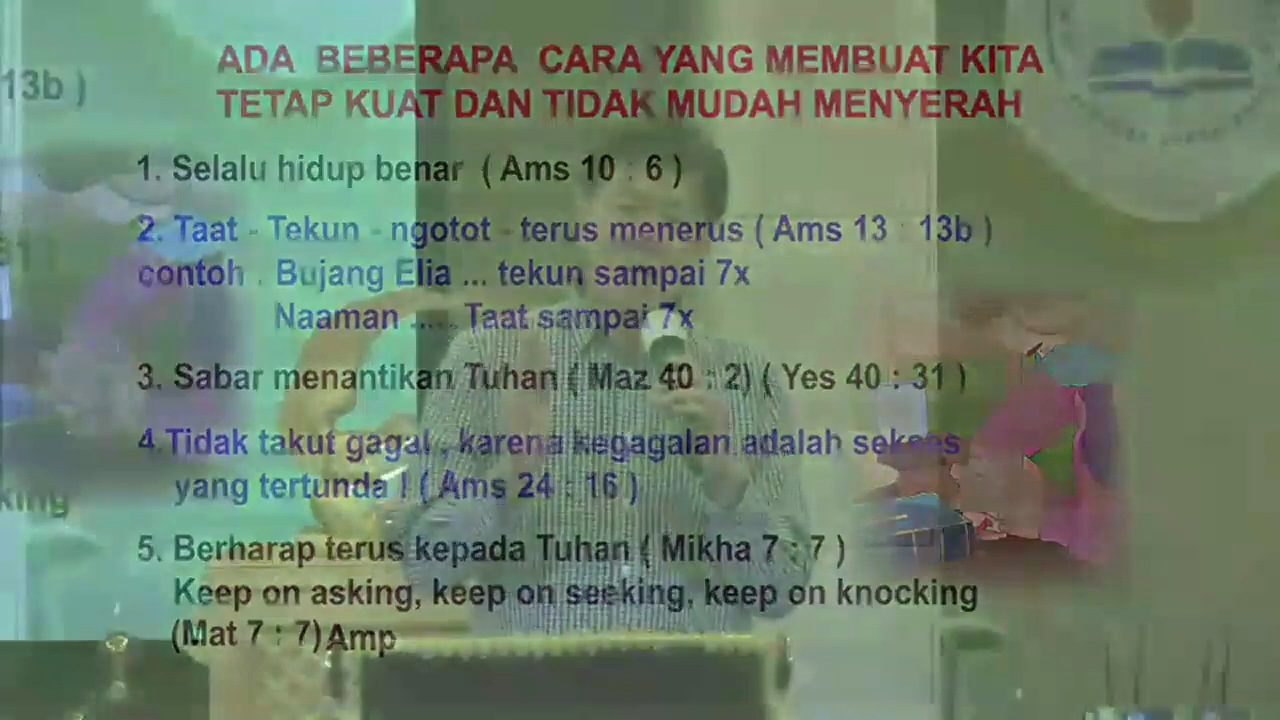 ADA BEBERAPA CARA YANG MEMBUAT KITA
TETAP KUAT DAN TIDAK MUDAH MENYERAH
13b )
1. Selalu hidup benar ( Ams 10 : 6 )
2. Taat - Tekun - ngotot - terus menerus ( Ams 13 : 13b )
contoh : Bujang Elia ... tekun sampai 7x
Naaman ..... Taat sampai 7x
3. Sabar menantikan Tuhan ( Maz 40 : 2) ( Yes 40 : 31 )
4. Tidak takut gagal , karena kegagalan adalah sekses
yang tertunda ! ( Ams 24 : 16 )
king
5. Berharap terus kepada Tuhan ( Mikha 7 : 7 )
Keep on asking, keep on seeking, keep on knocking
(Mat 7 : 7) Amp